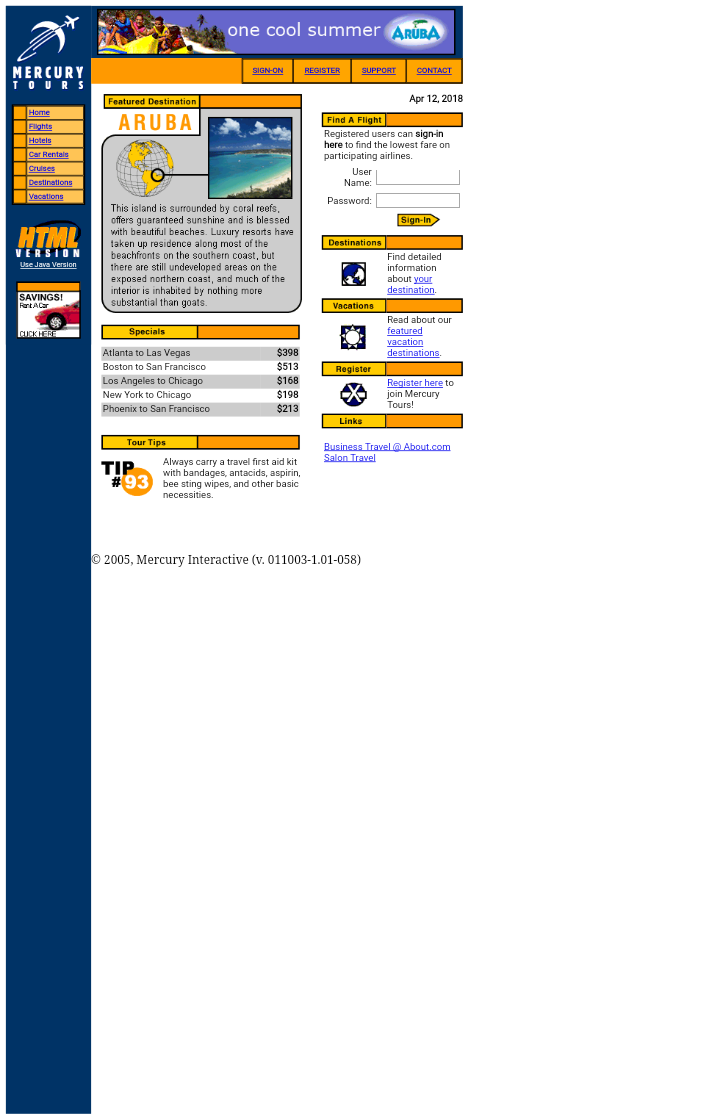 one cool summer
ARUBA
MERCURY
TOURS
SIGN-ON
REGISTER
SUPPORT
CONTACT
Home
Flights
Hotels
Car Rentals
Cruises
Destinations
Vacations
HTML
VERSION
Use Java Version
SAVINGS!
Rent A Car
CLICK HERE
Featured Destination
ARUBA
This island is surrounded by coral reefs,
offers guaranteed sunshine and is blessed
with beautiful beaches. Luxury resorts have
taken up residence along most of the
beachfronts on the southern coast, but
there are still undeveloped areas on the
exposed northern coast, and much of the
interior is inhabited by nothing more
substantial than goats.
Specials
Atlanta to Las Vegas $398
Boston to San Francisco $513
Los Angeles to Chicago $168
New York to Chicago $198
Phoenix to San Francisco $213
Tour Tips
TIP
#93
Always carry a travel first aid kit
with bandages, antacids, aspirin,
bee sting wipes, and other basic
necessities.
Apr 12, 2018
Find A Flight
Registered users can sign-in
here to find the lowest fare on
participating airlines.
User
Name:
Password:
Sign-In
Destinations
Find detailed
information
about your
destination.
Vacations
Read about our
featured
vacation
destinations.
Register
Register here to
join Mercury
Tours!
Links
Business Travel @ About.com
Salon Travel
© 2005, Mercury Interactive (v. 011003-1.01-058)